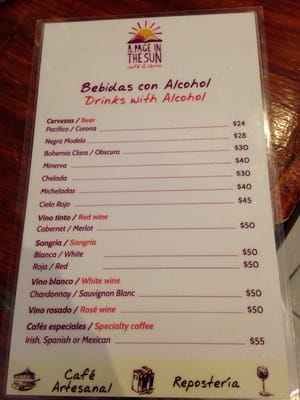 A PAGE IN
THE SUN
café & libros
Bebidas con Alcohol
Drinks with Alcohol
Cervezas / Beer
Pacífico / Corona $24
Negra Modelo $28
Bohemia Clara / Obscura $30
Minerva $40
Chelada $30
Micheladas $40
Cielo Rojo $45
Vino tinto / Red wine
Cabernet / Merlot $50
Sangría / Sangria
Blanca / White $50
Roja / Red $50
Vino blanco / White wine
Chardonnay / Sauvignon Blanc $50
Vino rosado / Rosé wine $50
Cafés especiales / Specialty coffee
Irish, Spanish or Mexican $55
Café
Artesanal
Repostería